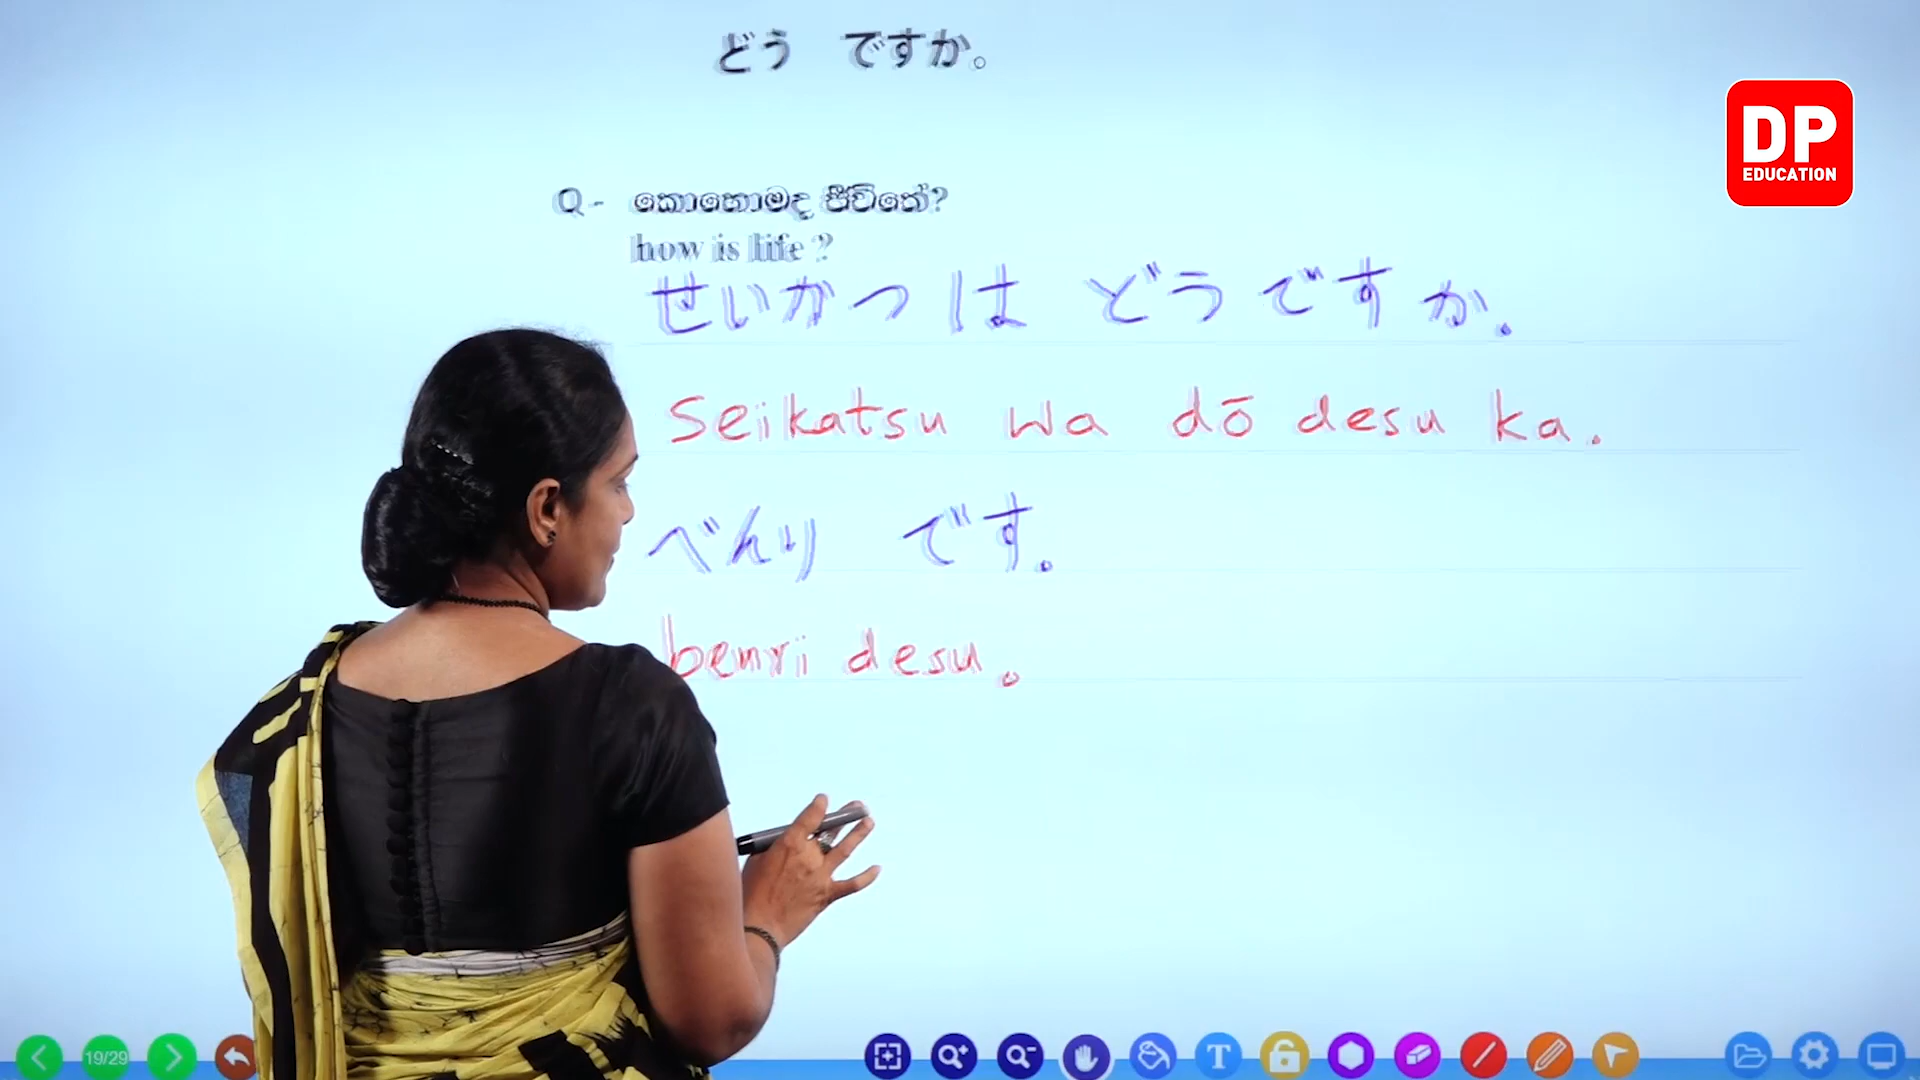 どう ですか。
DP
EDUCATION
Q - කොහොමද ජීවිතේ?
how is life ?
せいかつ は どうですか.
Seikatsu wa dō desu ka.
べんり です.
benri desu.
19/29
T